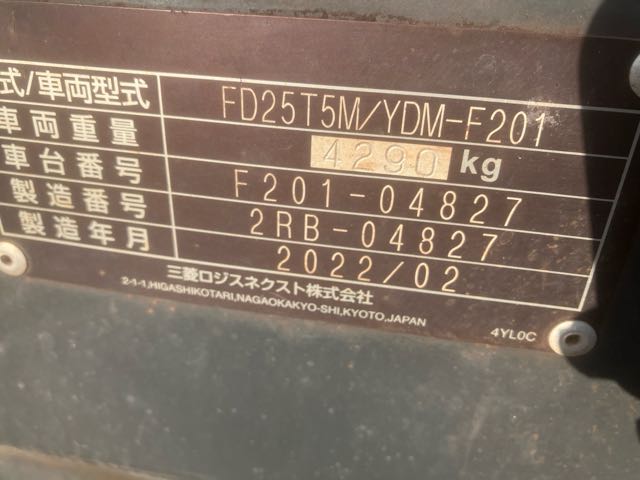 式/車両型式 FD25T5M/YDM-F201
車両重量 4290 kg
車台番号 F201-04827
製造番号 2RB-04827
製造年月 2022/02
三菱ロジスネクスト株式会社
2-1-1,HIGASHIKOTARI,NAGAOKAKYO-SHI,KYOTO,JAPAN
4YL0C